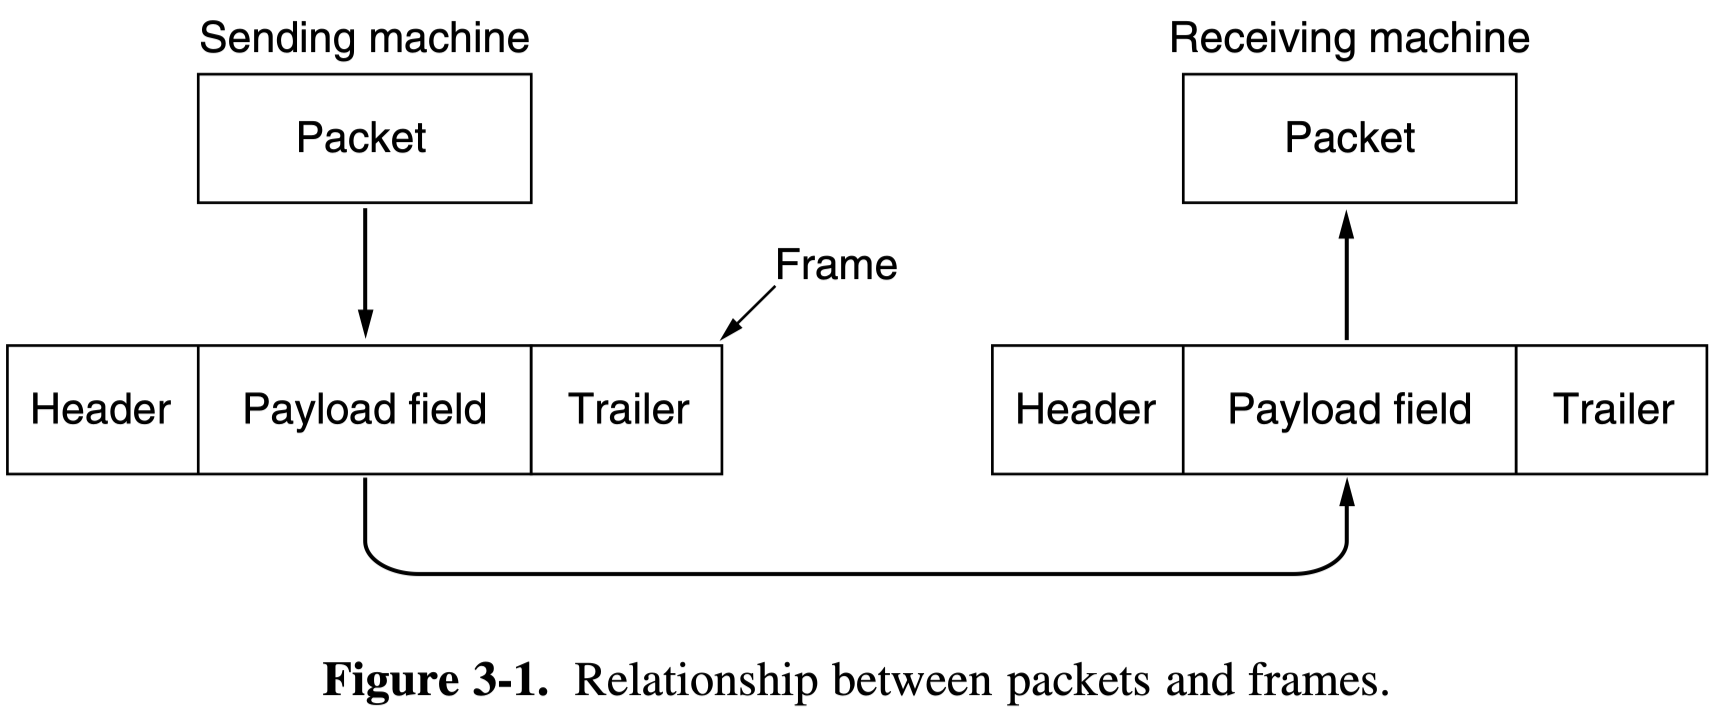 Sending machine
Receiving machine
Packet
Packet
Frame
Header
Payload field
Trailer
Header
Payload field
Trailer
Figure 3-1. Relationship between packets and frames.